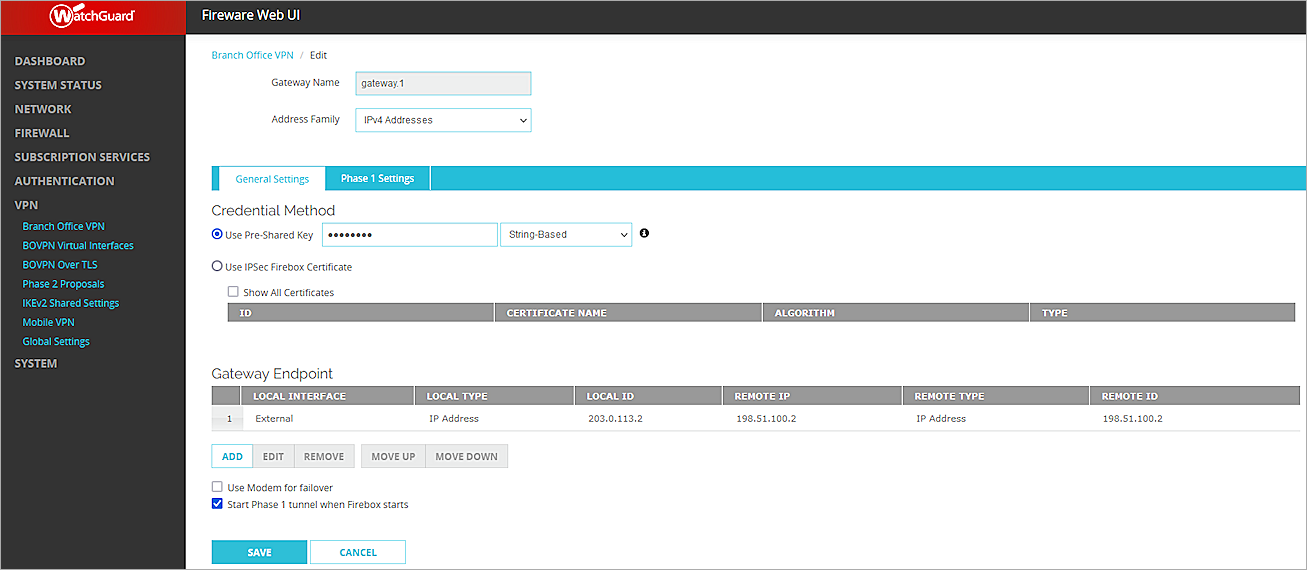 WatchGuard
Fireware Web UI
DASHBOARD
SYSTEM STATUS
NETWORK
FIREWALL
SUBSCRIPTION SERVICES
AUTHENTICATION
VPN
Branch Office VPN
BOVPN Virtual Interfaces
BOVPN Over TLS
Phase 2 Proposals
IKEv2 Shared Settings
Mobile VPN
Global Settings
SYSTEM
Branch Office VPN / Edit
Gateway Name gateway.1
Address Family IPv4 Addresses
General Settings Phase 1 Settings
Credential Method
Use Pre-Shared Key •••••••• String-Based
Use IPSec Firebox Certificate
Show All Certificates
ID CERTIFICATE NAME ALGORITHM TYPE
Gateway Endpoint
LOCAL INTERFACE LOCAL TYPE LOCAL ID REMOTE IP REMOTE TYPE REMOTE ID
1 External IP Address 203.0.113.2 198.51.100.2 IP Address 198.51.100.2
ADD EDIT REMOVE MOVE UP MOVE DOWN
Use Modem for failover
Start Phase 1 tunnel when Firebox starts
SAVE CANCEL